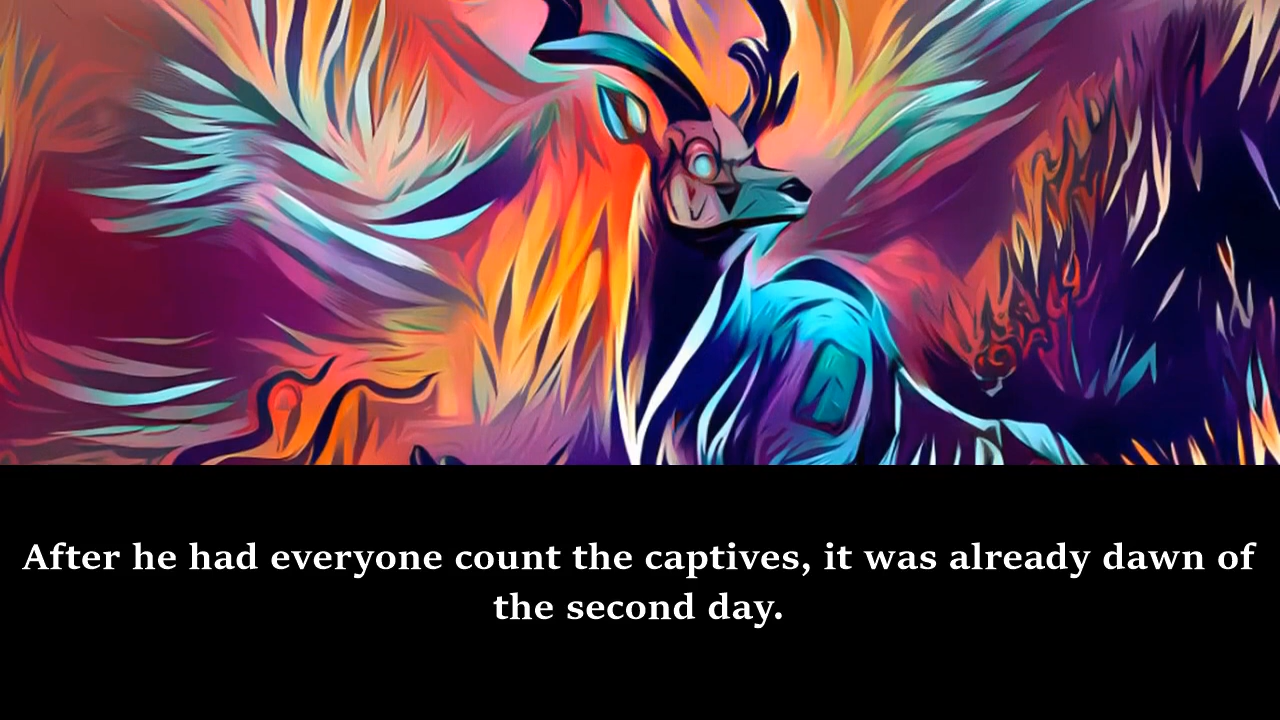 After he had everyone count the captives, it was already dawn of
the second day.